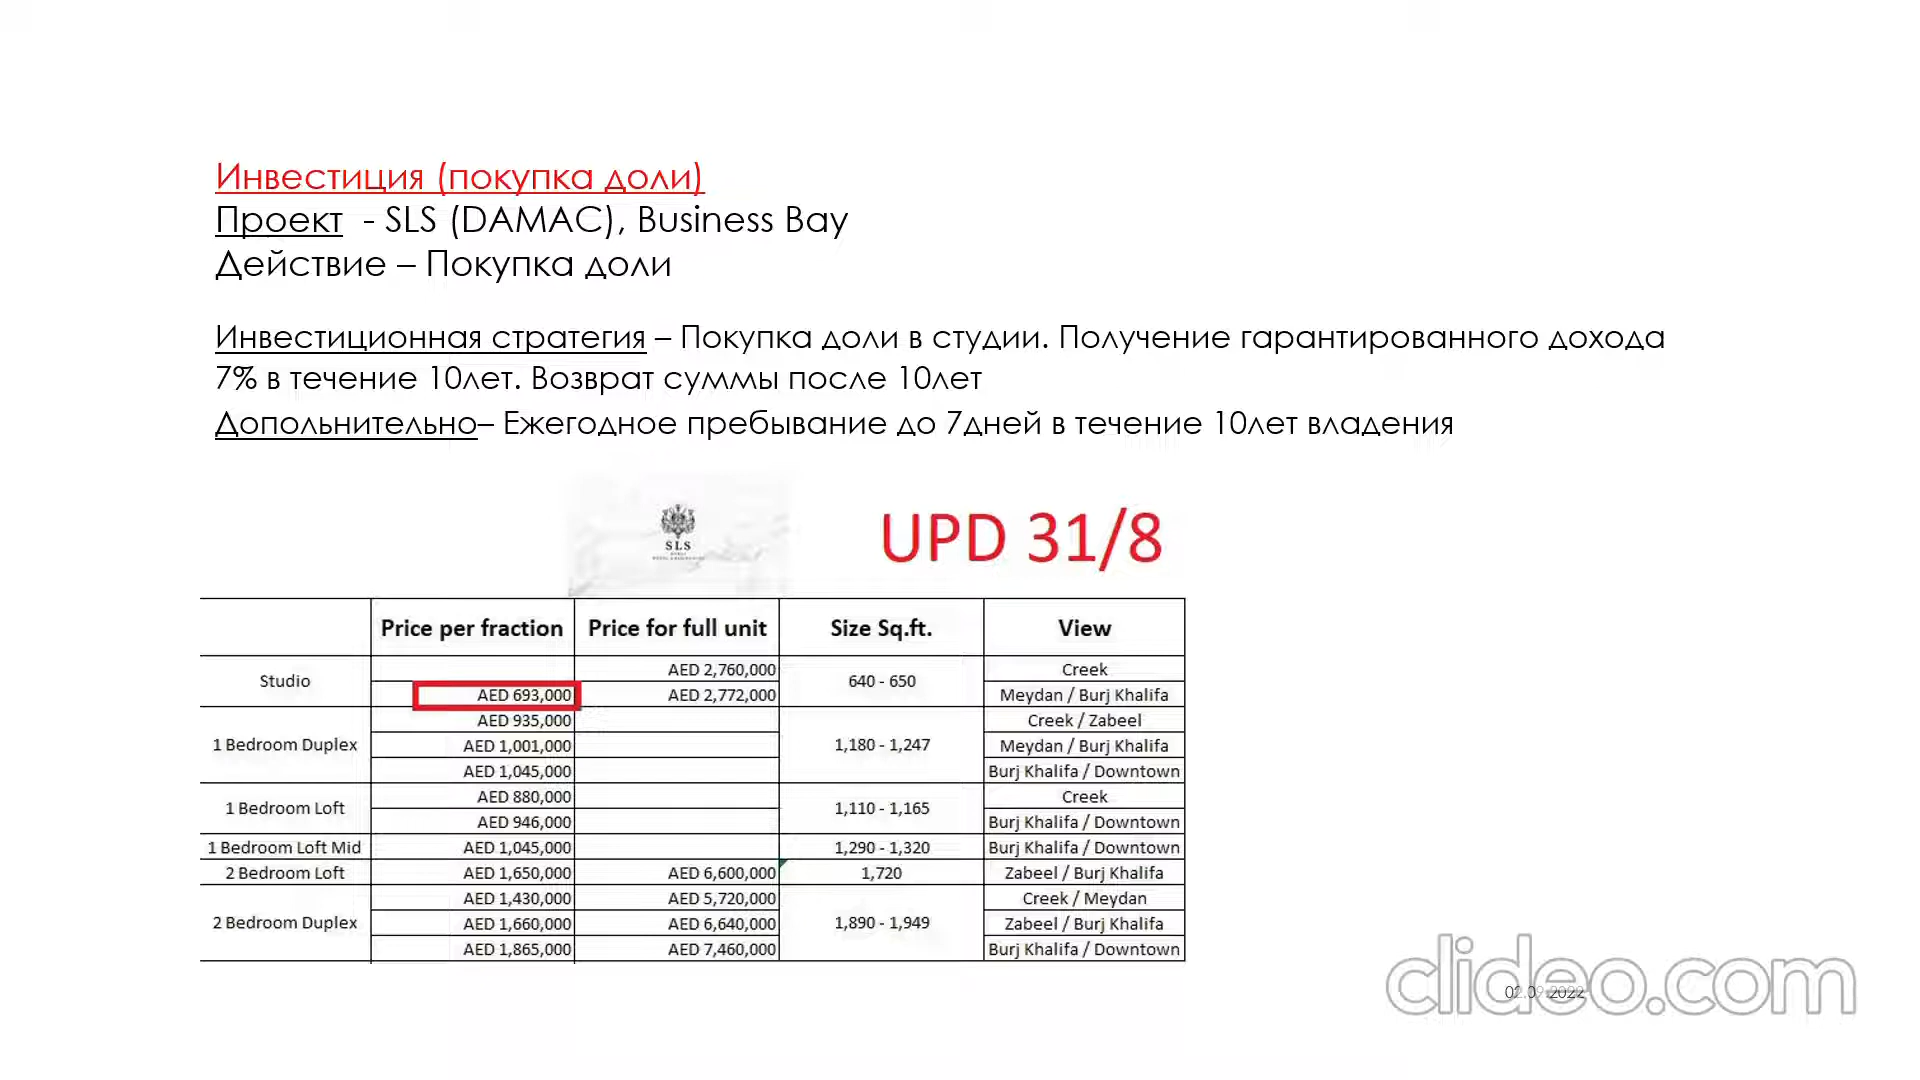 Инвестиция (покупка доли)
Проект - SLS (DAMAC), Business Bay
Действие – Покупка доли
Инвестиционная стратегия – Покупка доли в студии. Получение гарантированного дохода
7% в течение 10лет. Возврат суммы после 10лет
Допольнительно– Ежегодное пребывание до 7дней в течение 10лет владения
SLS
UPD 31/8
Price per fraction Price for full unit Size Sq.ft. View
Studio
AED 2,760,000 Creek
640 - 650
AED 693,000 AED 2,772,000 Meydan / Burj Khalifa
AED 935,000 Creek / Zabeel
1 Bedroom Duplex AED 1,001,000 1,180 - 1,247 Meydan / Burj Khalifa
AED 1,045,000 Burj Khalifa / Downtown
1 Bedroom Loft
AED 880,000 Creek
1,110 - 1,165
AED 946,000 Burj Khalifa / Downtown
1 Bedroom Loft Mid AED 1,045,000 1,290 - 1,320 Burj Khalifa / Downtown
2 Bedroom Loft AED 1,650,000 AED 6,600,000 1,720 Zabeel / Burj Khalifa
AED 1,430,000 AED 5,720,000 Creek / Meydan
2 Bedroom Duplex AED 1,660,000 AED 6,640,000 1,890 - 1,949 Zabeel / Burj Khalifa
AED 1,865,000 AED 7,460,000 Burj Khalifa / Downtown
clideo.com
02.09.2022